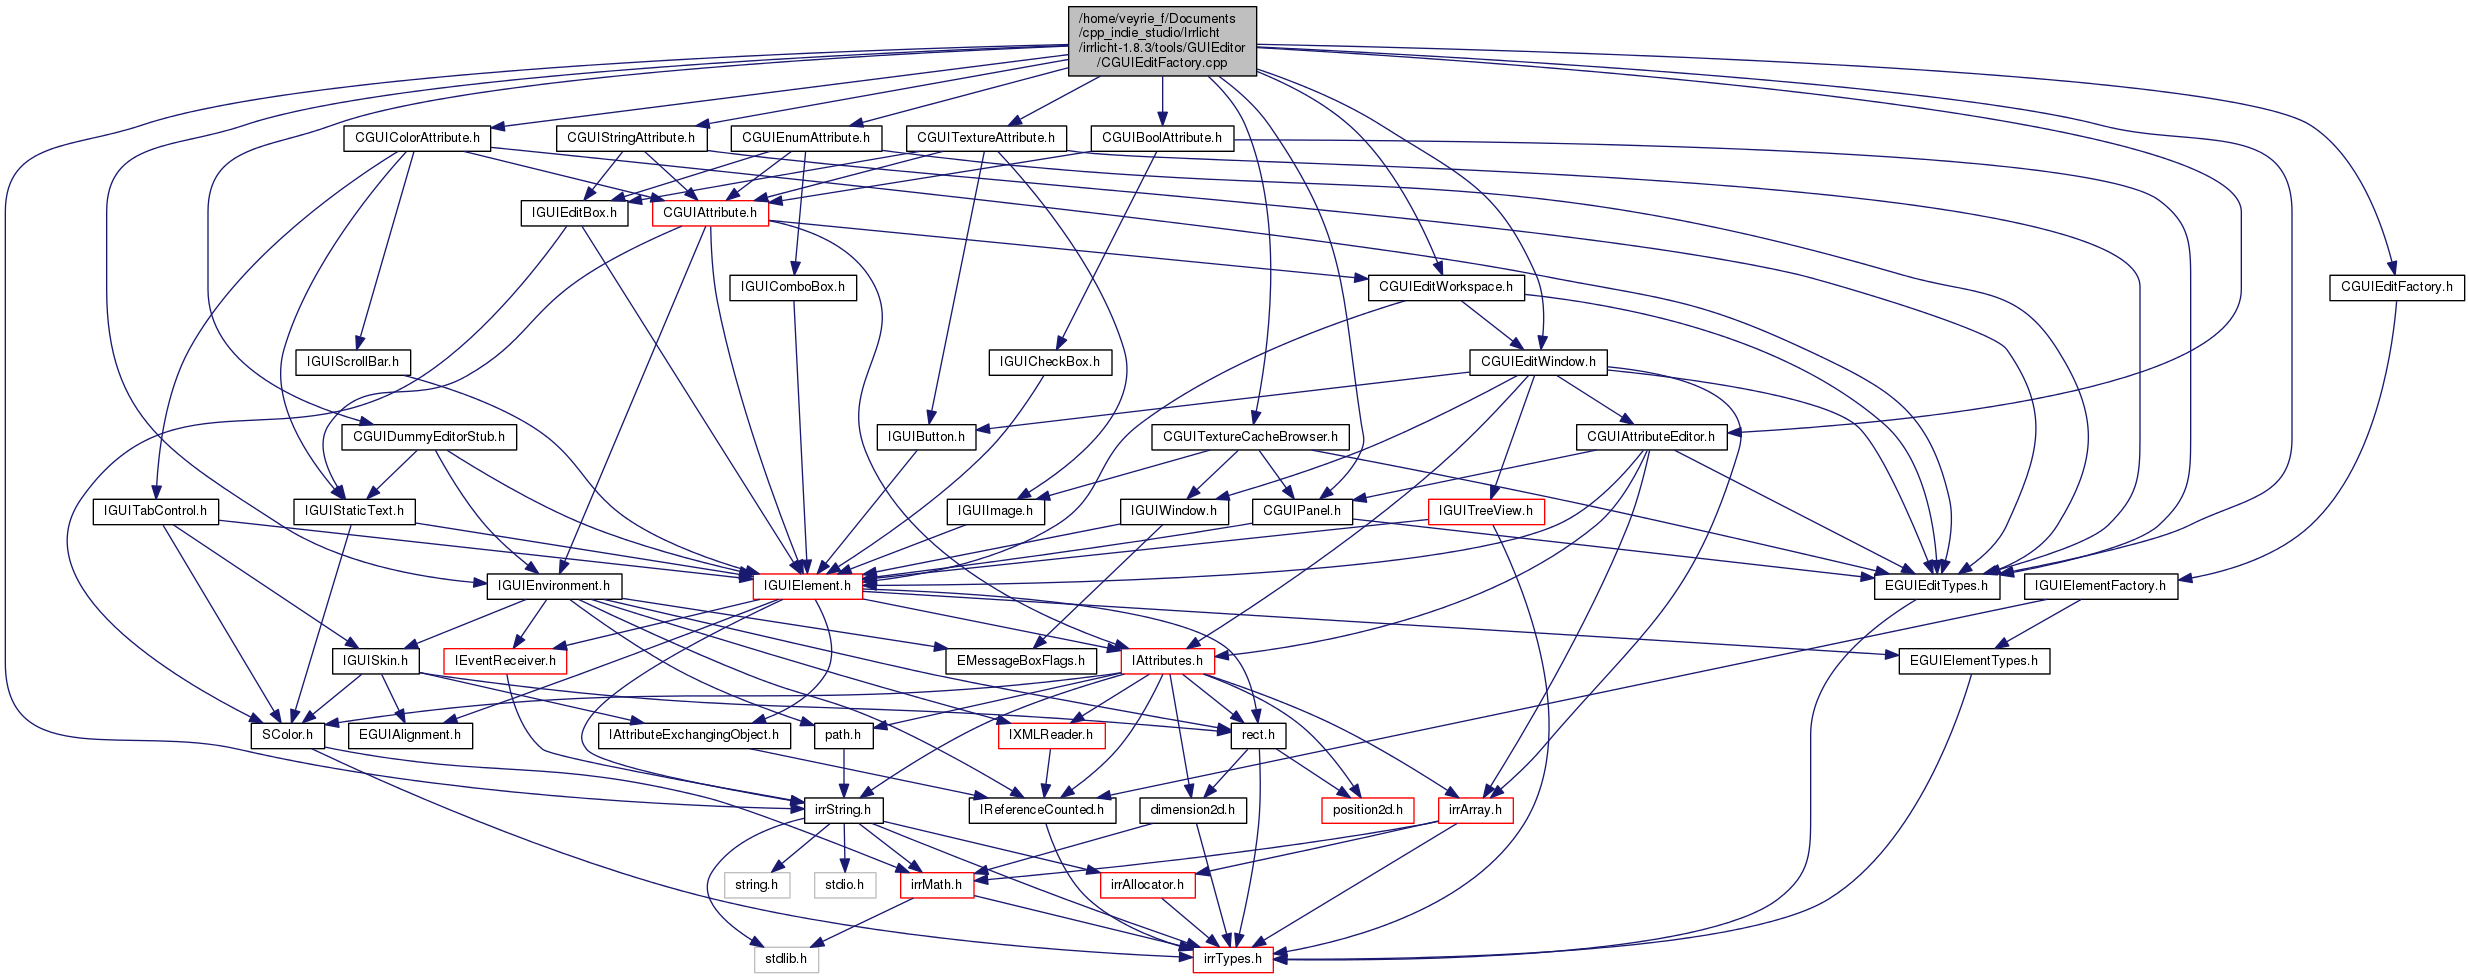 /home/veyrie_f/Documents
/cpp_indie_studio/Irrlicht
/irrlicht-1.8.3/tools/GUIEditor
/CGUIEditFactory.cpp
CGUIColorAttribute.h
CGUIStringAttribute.h
CGUIEnumAttribute.h
CGUITextureAttribute.h
CGUIBoolAttribute.h
IGUIEditBox.h
CGUIAttribute.h
IGUIComboBox.h
CGUIEditWorkspace.h
CGUIEditFactory.h
IGUIScrollBar.h
IGUICheckBox.h
CGUIEditWindow.h
CGUIDummyEditorStub.h
IGUIButton.h
CGUITextureCacheBrowser.h
CGUIAttributeEditor.h
IGUITabControl.h
IGUIStaticText.h
IGUIImage.h
IGUIWindow.h
CGUIPanel.h
IGUITreeView.h
IGUIEnvironment.h
IGUIElement.h
EGUIEditTypes.h
IGUIElementFactory.h
IGUISkin.h
IEventReceiver.h
EMessageBoxFlags.h
IAttributes.h
EGUIElementTypes.h
SColor.h
EGUIAlignment.h
IAttributeExchangingObject.h
path.h
IXMLReader.h
rect.h
irrString.h
IReferenceCounted.h
dimension2d.h
position2d.h
irrArray.h
string.h
stdio.h
irrMath.h
irrAllocator.h
stdlib.h
irrTypes.h